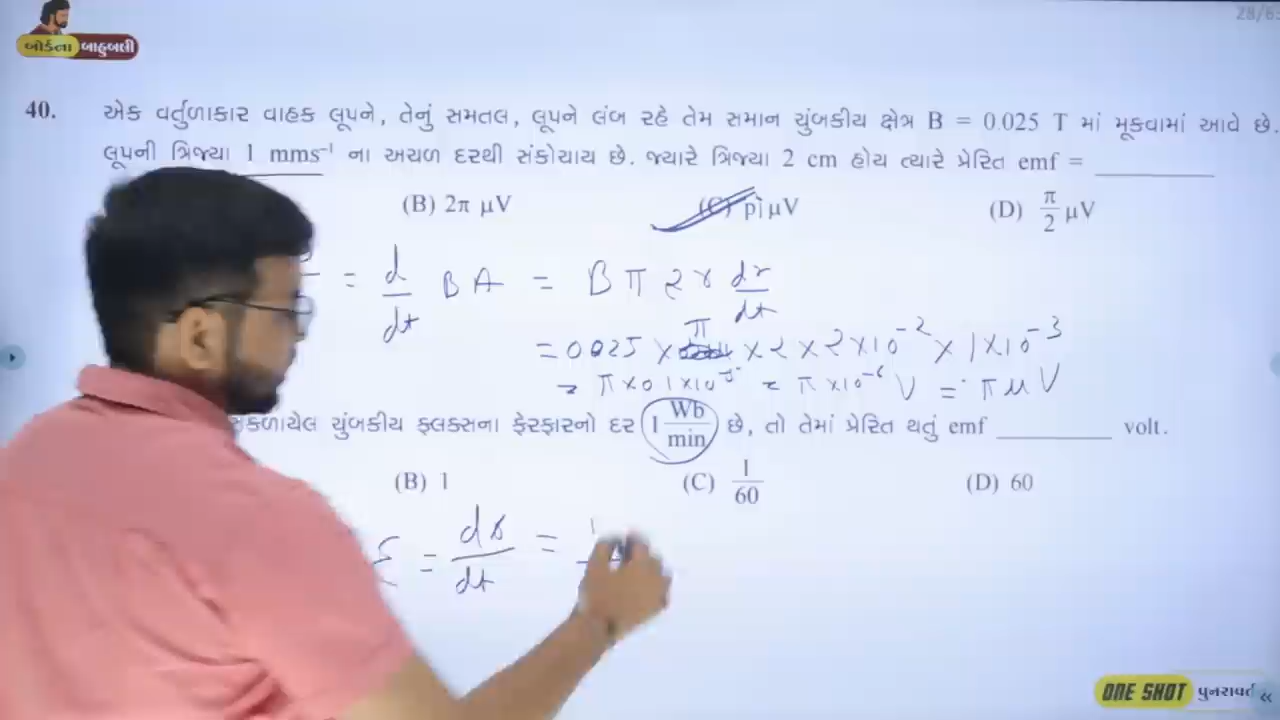 28/6
બોર્ડના બાહુબલી
40. એક વર્તુળાકાર વાહક લૂપને, તેનું સમતલ, લૂપને લંબ રહે તેમ સમાન ચુંબકીય ક્ષેત્ર B = 0.025 T માં મૂકવામાં આવે છે.
લૂપની ત્રિજ્યા 1 mms⁻¹ ના અચળ દરથી સંકોચાય છે. જ્યારે ત્રિજ્યા 2 cm હોય ત્યારે પ્રેરિત emf = ________
(B) 2π μV (C) pi μV (D) π/2 μV
= d/dt BA = Bπ2r dr/dt
= 0.025 × π × 2 × 2×10⁻² × 1×10⁻³
= π×0.1×10⁻⁵ = π×10⁻⁶ V = πμV
સંકળાયેલ ચુંબકીય ફ્લક્સના ફેરફારનો દર 1 Wb/min છે, તો તેમાં પ્રેરિત થતું emf ________ volt.
(B) 1 (C) 1/60 (D) 60
ε = dϕ/dt = 1
ONE SHOT